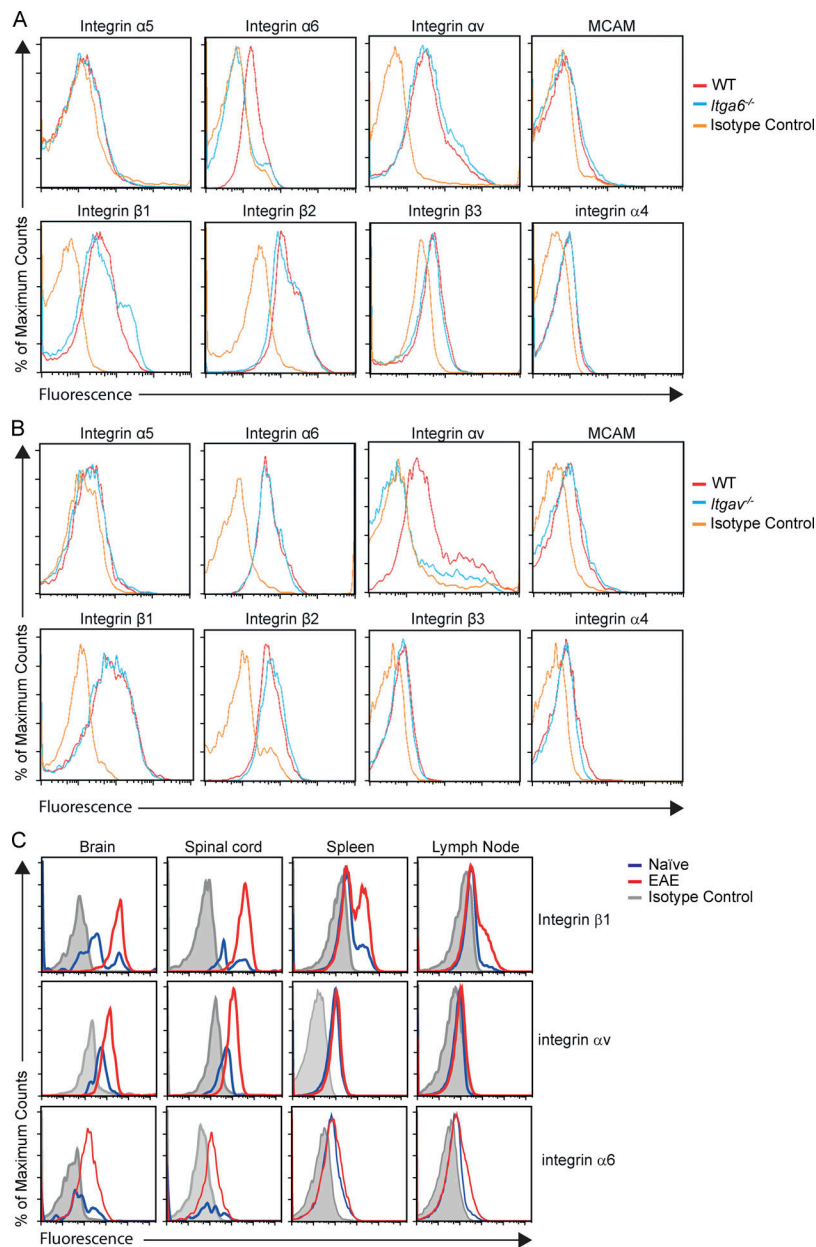 A
Integrin α5 Integrin α6 Integrin αv MCAM
WT
Itga6-/-
Isotype Control
Integrin β1 Integrin β2 Integrin β3 integrin α4
% of Maximum Counts
Fluorescence
B
Integrin α5 Integrin α6 Integrin αv MCAM
WT
Itgav-/-
Isotype Control
Integrin β1 Integrin β2 Integrin β3 integrin α4
% of Maximum Counts
Fluorescence
C
Brain Spinal cord Spleen Lymph Node
Naïve
EAE
Isotype Control
Integrin β1
integrin αv
integrin α6
% of Maximum Counts
Fluorescence